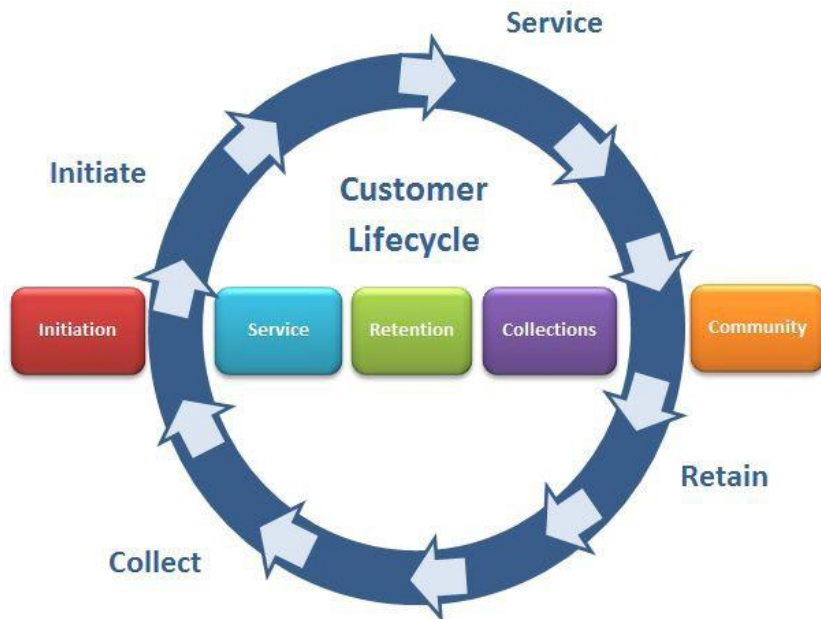 Service
Initiate
Customer
Lifecycle
Initiation
Service
Retention
Collections
Community
Retain
Collect